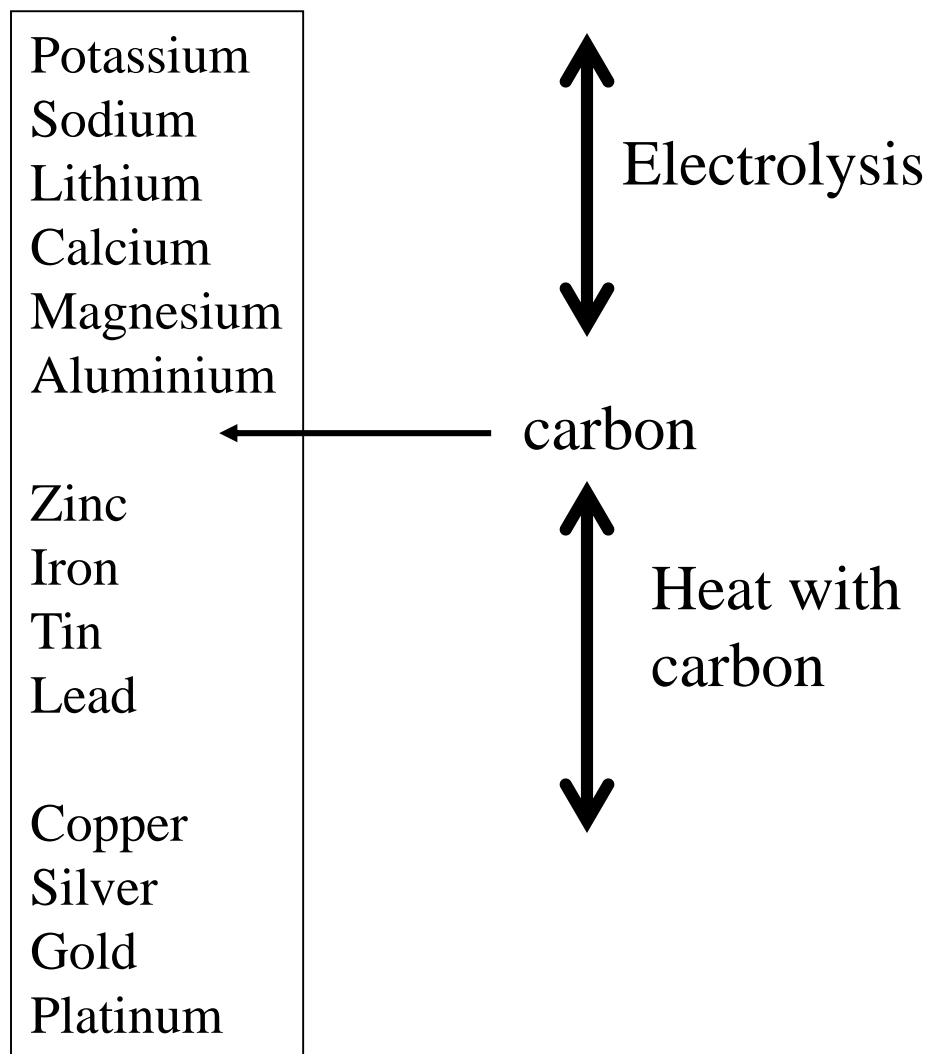 Potassium
Sodium
Lithium
Calcium
Magnesium
Aluminium
Zinc
Iron
Tin
Lead
Copper
Silver
Gold
Platinum
Electrolysis
carbon
Heat with
carbon